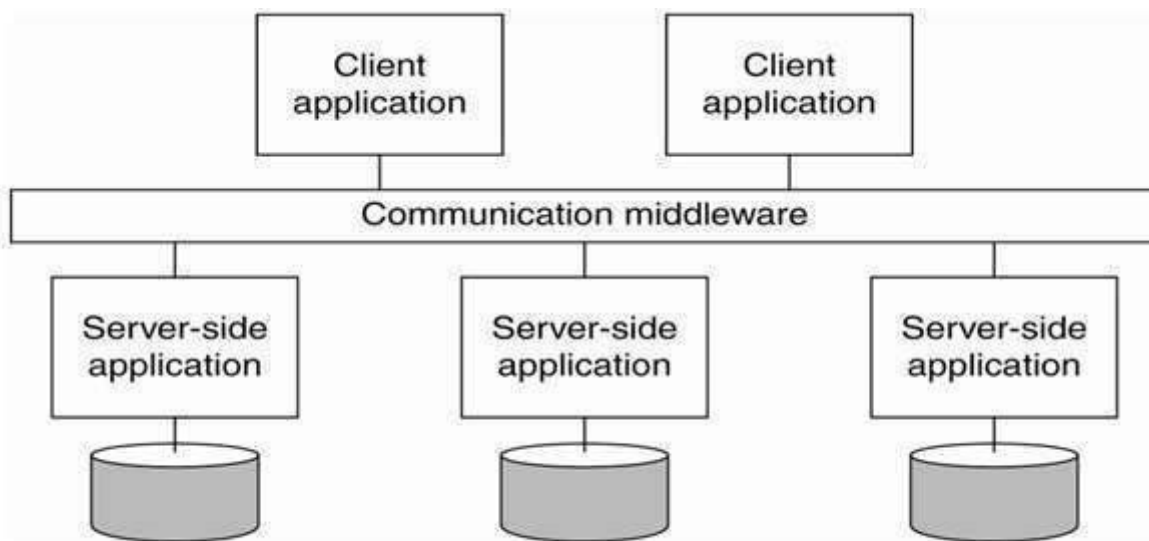 Client
application
Client
application
Communication middleware
Server-side
application
Server-side
application
Server-side
application